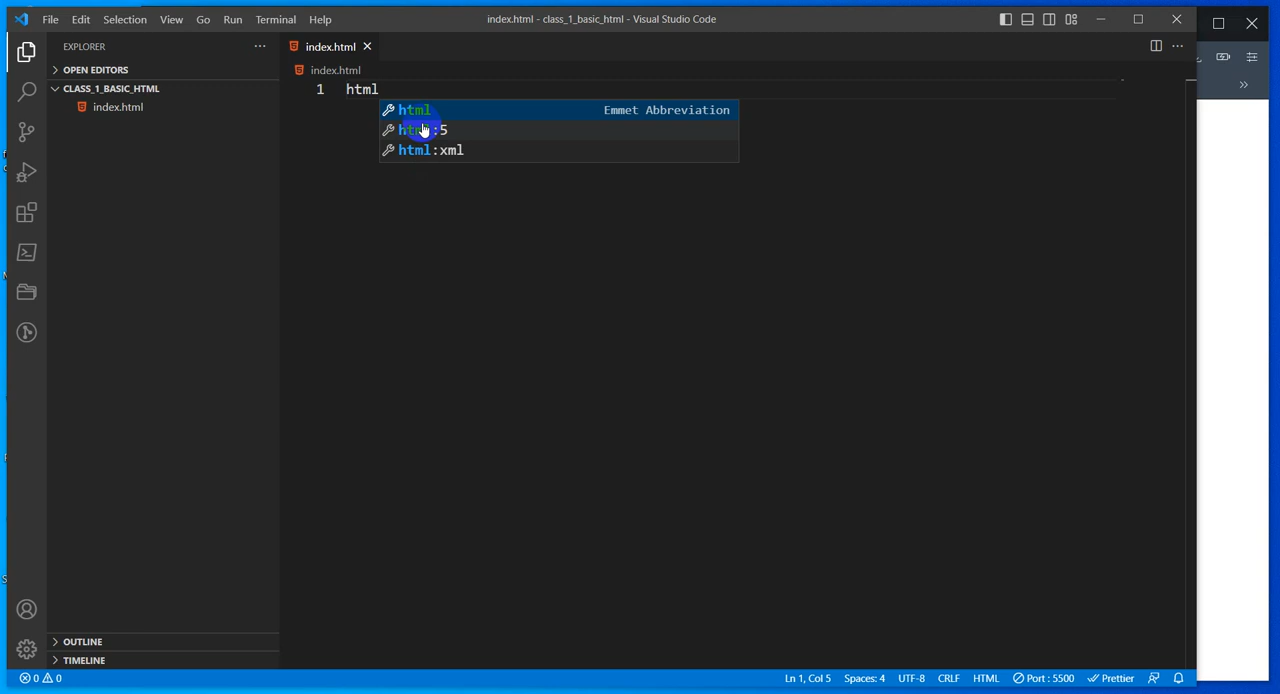 File Edit Selection View Go Run Terminal Help
index.html - class_1_basic_html - Visual Studio Code
EXPLORER
index.html
OPEN EDITORS
index.html
CLASS_1_BASIC_HTML
1 html
index.html
html Emmet Abbreviation
html:5
html:xml
OUTLINE
TIMELINE
0 0
Ln 1, Col 5 Spaces: 4 UTF-8 CRLF HTML Port : 5500 Prettier